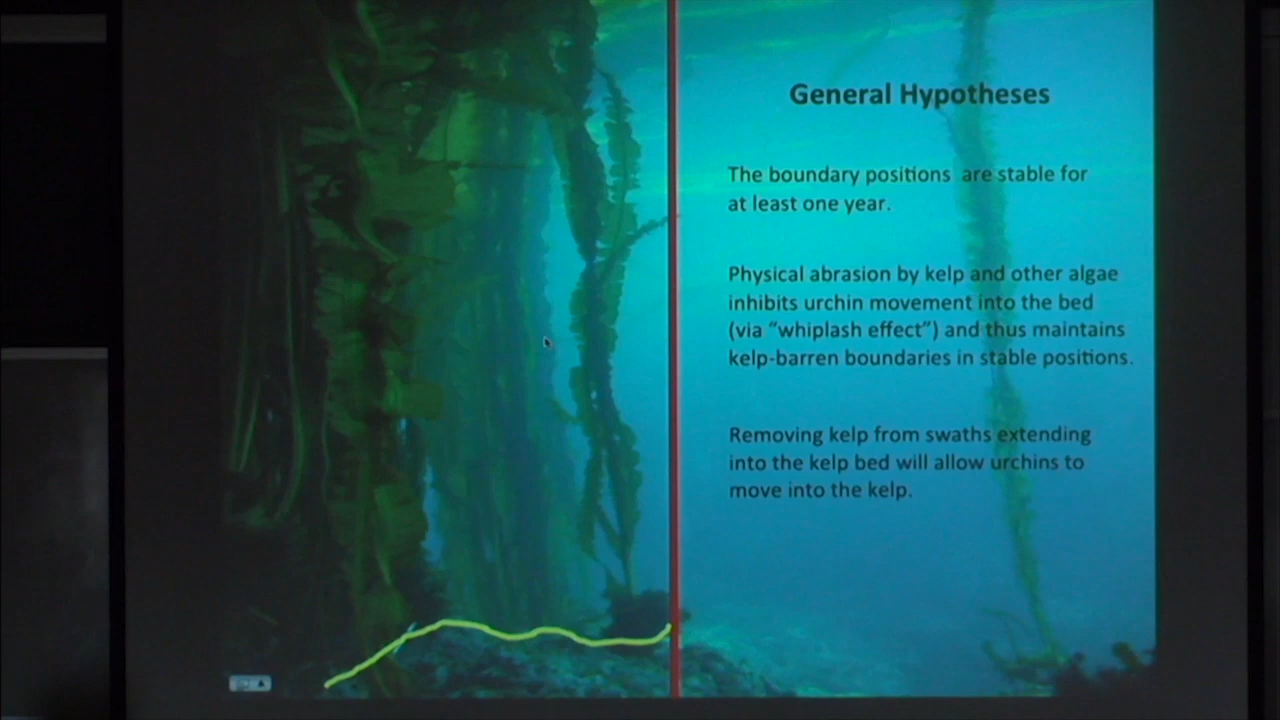 General Hypotheses
The boundary positions are stable for
at least one year.
Physical abrasion by kelp and other algae
inhibits urchin movement into the bed
(via “whiplash effect”) and thus maintains
kelp-barren boundaries in stable positions.
Removing kelp from swaths extending
into the kelp bed will allow urchins to
move into the kelp.